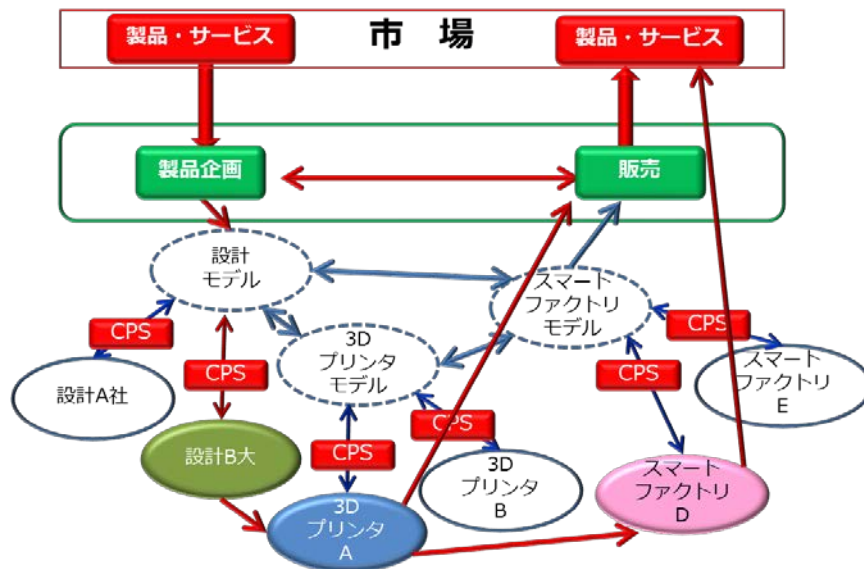 製品・サービス
市 場
製品・サービス
製品企画
販売
設計
モデル
スマート
ファクトリ
モデル
3D
プリンタ
モデル
CPS
CPS
CPS
CPS
CPS
CPS
設計A社
スマート
ファクトリ
E
設計B大
3D
プリンタ
B
スマート
ファクトリ
D
3D
プリンタ
A